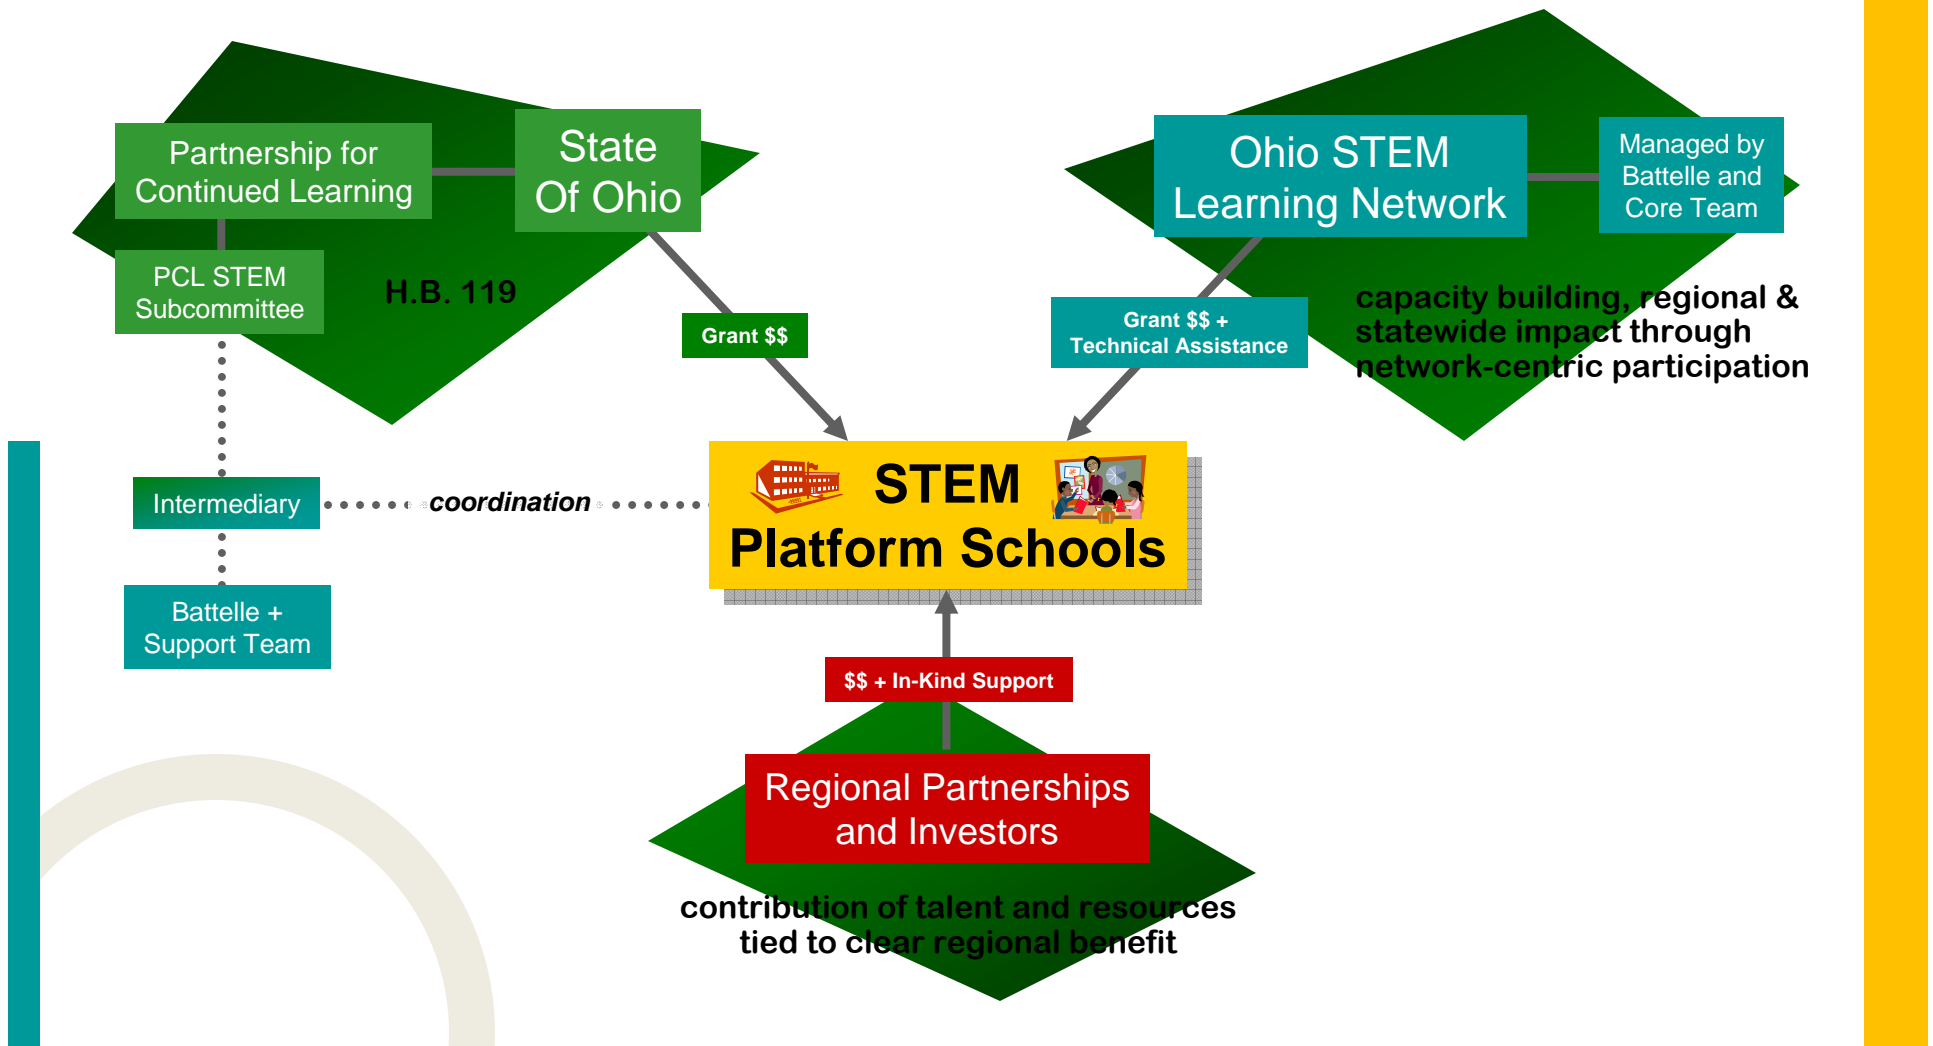 Partnership for
Continued Learning
State
Of Ohio
PCL STEM
Subcommittee
H.B. 119
Grant $$
Ohio STEM
Learning Network
Managed by
Battelle and
Core Team
Grant $$ +
Technical Assistance
capacity building, regional &
statewide impact through
network-centric participation
Intermediary
coordination
STEM
Platform Schools
Battelle +
Support Team
$$ + In-Kind Support
Regional Partnerships
and Investors
contribution of talent and resources
tied to clear regional benefit